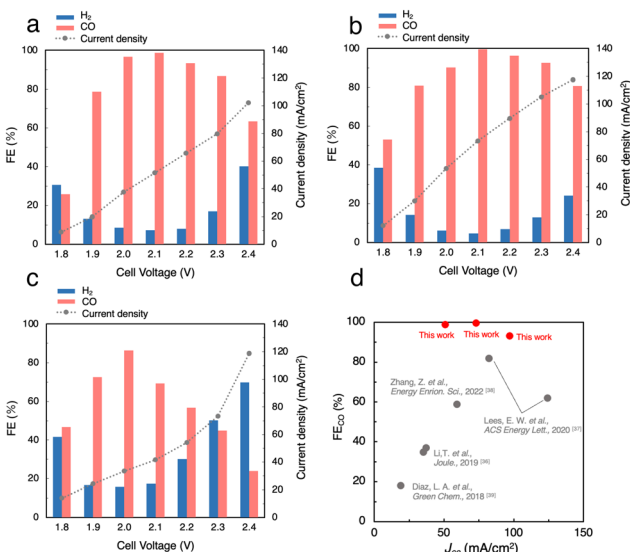 a
H₂
CO
Current density
100
80
60
40
20
0
FE (%)
140
120
100
80
60
40
20
0
Current density (mA/cm²)
1.8 1.9 2.0 2.1 2.2 2.3 2.4
Cell Voltage (V)
b
H₂
CO
Current density
100
80
60
40
20
0
FE (%)
140
120
100
80
60
40
20
0
Current density (mA/cm²)
1.8 1.9 2.0 2.1 2.2 2.3 2.4
Cell Voltage (V)
c
H₂
CO
Current density
100
80
60
40
20
0
FE (%)
140
120
100
80
60
40
20
0
Current density (mA/cm²)
1.8 1.9 2.0 2.1 2.2 2.3 2.4
Cell Voltage (V)
d
100
80
60
40
20
0
FE_CO (%)
This work This work This work
Zhang, Z. et al.,
Energy Enrion. Sci., 2022 [38]
Lees, E. W. et al.,
ACS Energy Lett., 2020 [37]
Li,T. et al.,
Joule., 2019 [36]
Diaz, L. A. et al.,
Green Chem., 2018 [39]
0 50 100 150
(mA/cm²)